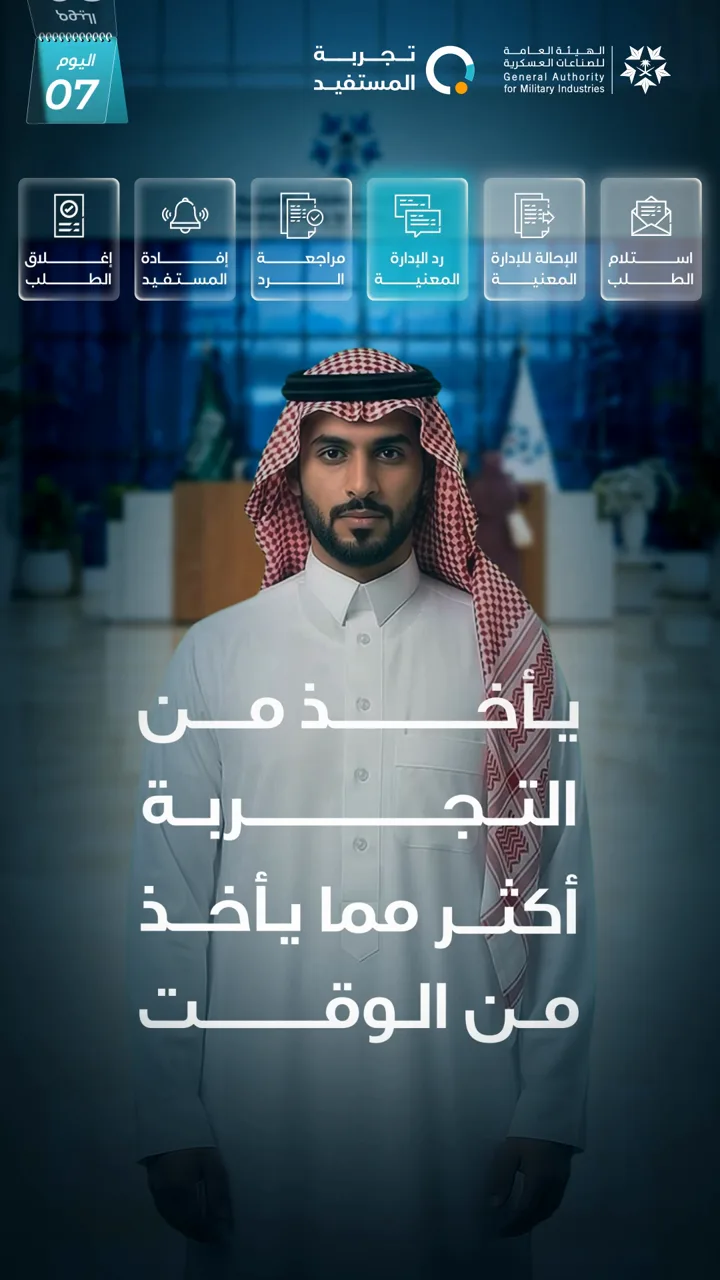 اليوم
اليوم
07
تجربة
المستفيد
الهيئة العامة
للصناعات العسكرية
General Authority
for Military Industries
استلام
الطلب
الإحالة للإدارة
المعنية
رد الإدارة
المعنية
مراجعة
الرد
إفادة
المستفيد
إغلاق
الطلب
يأخذ من
التجربة
أكثر مما يأخذ
من الوقت